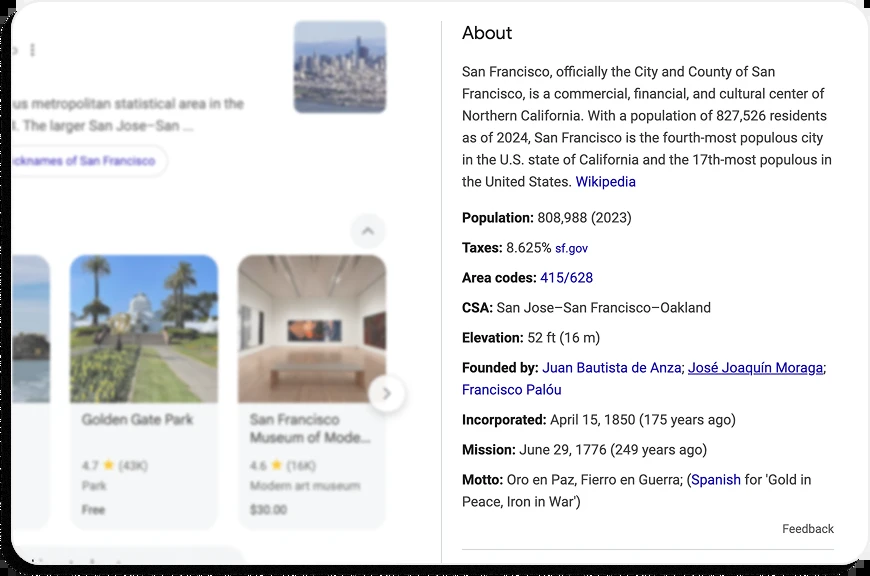 us metropolitan statistical area in the
. The larger San Jose–San ...
cknames of San Francisco
Golden Gate Park
4.7 ★ (43K)
Park
Free
San Francisco
Museum of Mode...
4.6 ★ (16K)
Modern art museum
$30.00
About
San Francisco, officially the City and County of San
Francisco, is a commercial, financial, and cultural center of
Northern California. With a population of 827,526 residents
as of 2024, San Francisco is the fourth-most populous city
in the U.S. state of California and the 17th-most populous in
the United States. Wikipedia
Population: 808,988 (2023)
Taxes: 8.625% sf.gov
Area codes: 415/628
CSA: San Jose–San Francisco–Oakland
Elevation: 52 ft (16 m)
Founded by: Juan Bautista de Anza; José Joaquín Moraga;
Francisco Palóu
Incorporated: April 15, 1850 (175 years ago)
Mission: June 29, 1776 (249 years ago)
Motto: Oro en Paz, Fierro en Guerra; (Spanish for 'Gold in
Peace, Iron in War')
Feedback